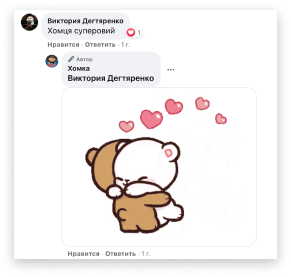 Виктория Дегтяренко
Хомця суперовий
1
Нравится · Ответить · 1 г.
Автор
Хомка
Виктория Дегтяренко
Нравится · Ответить · 1 г.